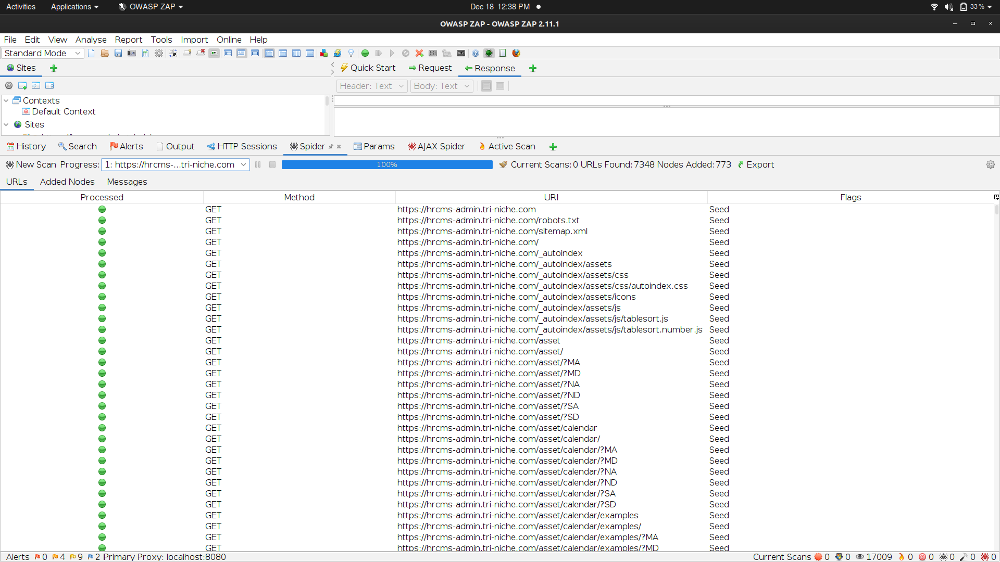 Activities Applications OWASP ZAP Dec 18 12:38 PM 33 %
OWASP ZAP - OWASP ZAP 2.11.1
File Edit View Analyse Report Tools Import Online Help
Standard Mode
Sites Quick Start Request Response
Header: Text Body: Text
Contexts
Default Context
Sites
History Search Alerts Output HTTP Sessions Spider Params AJAX Spider Active Scan
New Scan Progress: 1: https://hrcms-...tri-niche.com 100% Current Scans: 0 URLs Found: 7348 Nodes Added: 773 Export
URLs Added Nodes Messages
Processed Method URI Flags
GET https://hrcms-admin.tri-niche.com Seed
GET https://hrcms-admin.tri-niche.com/robots.txt Seed
GET https://hrcms-admin.tri-niche.com/sitemap.xml Seed
GET https://hrcms-admin.tri-niche.com/ Seed
GET https://hrcms-admin.tri-niche.com/_autoindex Seed
GET https://hrcms-admin.tri-niche.com/_autoindex/assets Seed
GET https://hrcms-admin.tri-niche.com/_autoindex/assets/css Seed
GET https://hrcms-admin.tri-niche.com/_autoindex/assets/css/autoindex.css Seed
GET https://hrcms-admin.tri-niche.com/_autoindex/assets/icons Seed
GET https://hrcms-admin.tri-niche.com/_autoindex/assets/js Seed
GET https://hrcms-admin.tri-niche.com/_autoindex/assets/js/tablesort.js Seed
GET https://hrcms-admin.tri-niche.com/_autoindex/assets/js/tablesort.number.js Seed
GET https://hrcms-admin.tri-niche.com/asset Seed
GET https://hrcms-admin.tri-niche.com/asset/ Seed
GET https://hrcms-admin.tri-niche.com/asset/?MA Seed
GET https://hrcms-admin.tri-niche.com/asset/?MD Seed
GET https://hrcms-admin.tri-niche.com/asset/?NA Seed
GET https://hrcms-admin.tri-niche.com/asset/?ND Seed
GET https://hrcms-admin.tri-niche.com/asset/?SA Seed
GET https://hrcms-admin.tri-niche.com/asset/?SD Seed
GET https://hrcms-admin.tri-niche.com/asset/calendar Seed
GET https://hrcms-admin.tri-niche.com/asset/calendar/ Seed
GET https://hrcms-admin.tri-niche.com/asset/calendar/?MA Seed
GET https://hrcms-admin.tri-niche.com/asset/calendar/?MD Seed
GET https://hrcms-admin.tri-niche.com/asset/calendar/?NA Seed
GET https://hrcms-admin.tri-niche.com/asset/calendar/?ND Seed
GET https://hrcms-admin.tri-niche.com/asset/calendar/?SA Seed
GET https://hrcms-admin.tri-niche.com/asset/calendar/?SD Seed
GET https://hrcms-admin.tri-niche.com/asset/calendar/examples Seed
GET https://hrcms-admin.tri-niche.com/asset/calendar/examples/ Seed
GET https://hrcms-admin.tri-niche.com/asset/calendar/examples/?MA Seed
GET https://hrcms-admin.tri-niche.com/asset/calendar/examples/?MD Seed
Alerts 0 4 9 2 Primary Proxy: localhost:8080 Current Scans 0 0 17009 0 0 0 0 0